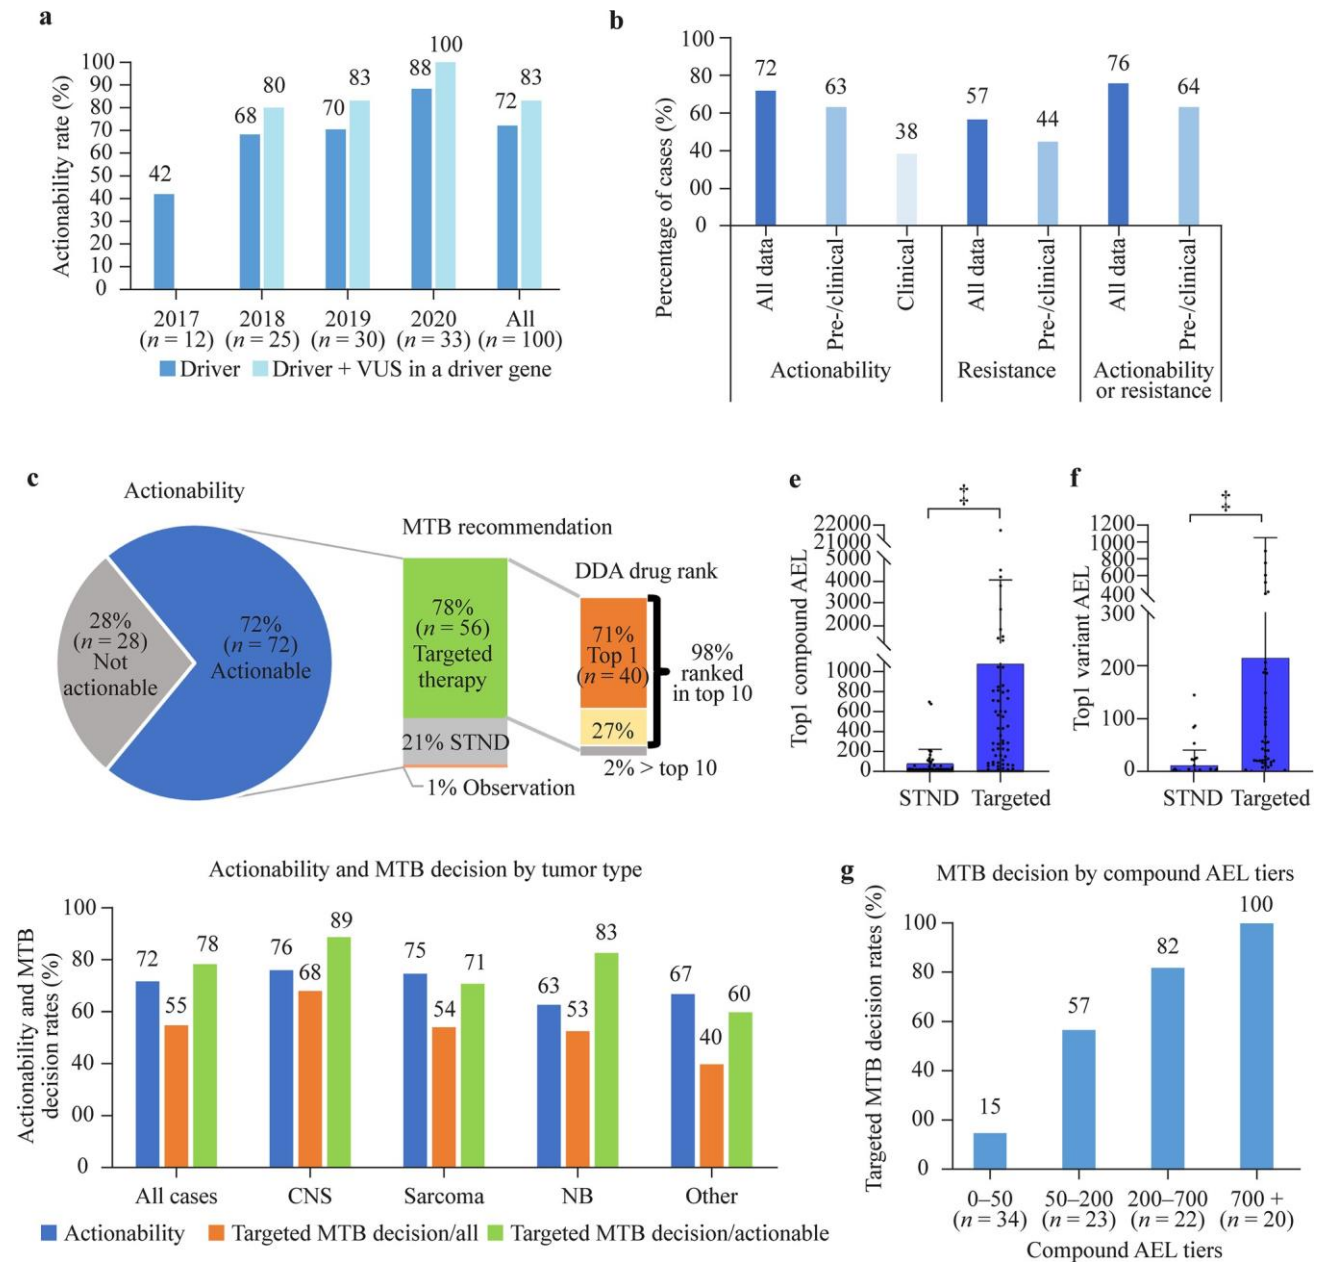 a
Actionability rate (%)
100
90
80
70
60
50
40
30
20
10
0
42
68
80
70
83
88
100
72
83
2017
(n = 12)
2018
(n = 25)
2019
(n = 30)
2020
(n = 33)
All
(n = 100)
Driver
Driver + VUS in a driver gene
b
Percentage of cases (%)
100
80
60
40
00
0
72
63
38
57
44
76
64
All data
Pre-/clinical
Clinical
All data
Pre-/clinical
All data
Pre-/clinical
Actionability
Resistance
Actionability
or resistance
c
Actionability
28%
(n = 28)
Not
actionable
72%
(n = 72)
Actionable
MTB recommendation
78%
(n = 56)
Targeted
therapy
21% STND
1% Observation
DDA drug rank
71%
Top 1
(n = 40)
27%
2% > top 10
98%
ranked
in top 10
e
Top1 compound AEL
22000
21000
5000
4000
3000
2000
1000
800
600
400
200
0
‡
STND
Targeted
f
Top1 variant AEL
1200
1000
800
600
400
300
200
100
0
‡
STND
Targeted
Actionability and MTB decision by tumor type
Actionability and MTB
decision rates (%)
100
80
60
40
00
0
72
55
78
76
68
89
75
54
71
63
53
83
67
40
60
All cases
CNS
Sarcoma
NB
Other
Actionability
Targeted MTB decision/all
Targeted MTB decision/actionable
g
MTB decision by compound AEL tiers
Targeted MTB decision rates (%)
100
80
60
40
00
0
15
57
82
100
0–50
(n = 34)
50–200
(n = 23)
200–700
(n = 22)
700 +
(n = 20)
Compound AEL tiers